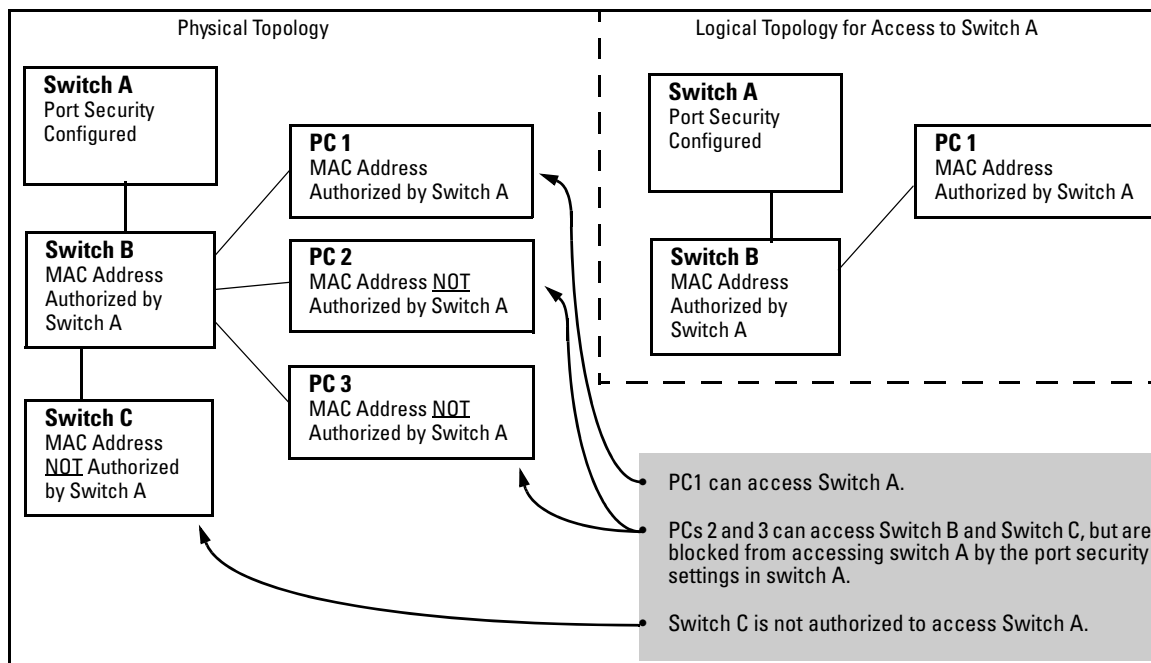 Physical Topology
Logical Topology for Access to Switch A
Switch A
Port Security
Configured
PC 1
MAC Address
Authorized by Switch A
Switch B
MAC Address
Authorized by
Switch A
PC 2
MAC Address NOT
Authorized by Switch A
PC 3
MAC Address NOT
Authorized by Switch A
Switch C
MAC Address
NOT Authorized
by Switch A
Switch A
Port Security
Configured
PC 1
MAC Address
Authorized by Switch A
Switch B
MAC Address
Authorized by
Switch A
• PC1 can access Switch A.
• PCs 2 and 3 can access Switch B and Switch C, but are
blocked from accessing switch A by the port security
settings in switch A.
• Switch C is not authorized to access Switch A.